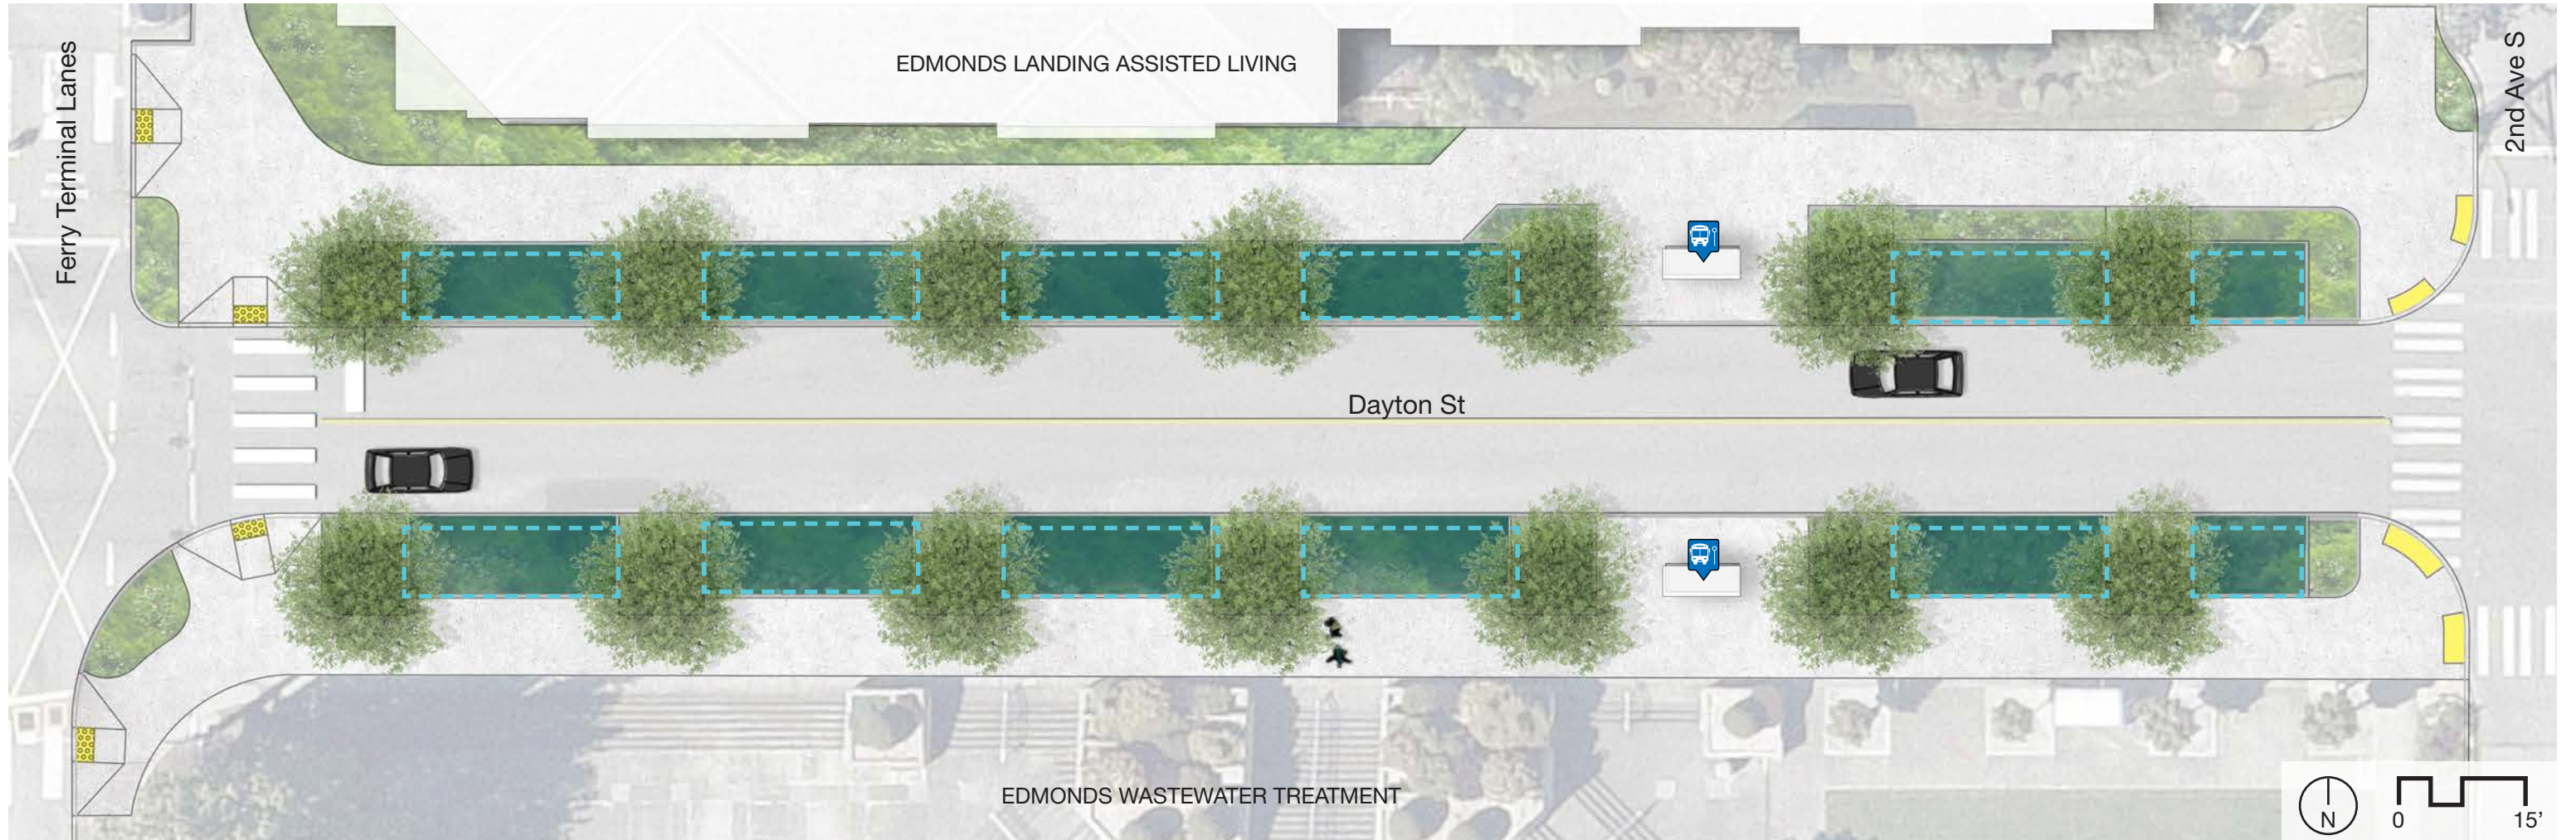 EDMONDS LANDING ASSISTED LIVING
Ferry Terminal Lanes
2nd Ave S
Dayton St
EDMONDS WASTEWATER TREATMENT
N
0 15'